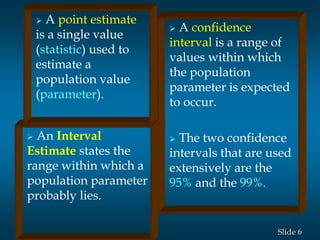 ➢ A point estimate
is a single value
(statistic) used to
estimate a
population value
(parameter).
➢ A confidence
interval is a range of
values within which
the population
parameter is expected
to occur.
➢ An Interval
Estimate states the
range within which a
population parameter
probably lies.
➢ The two confidence
intervals that are used
extensively are the
95% and the 99%.
Slide 6